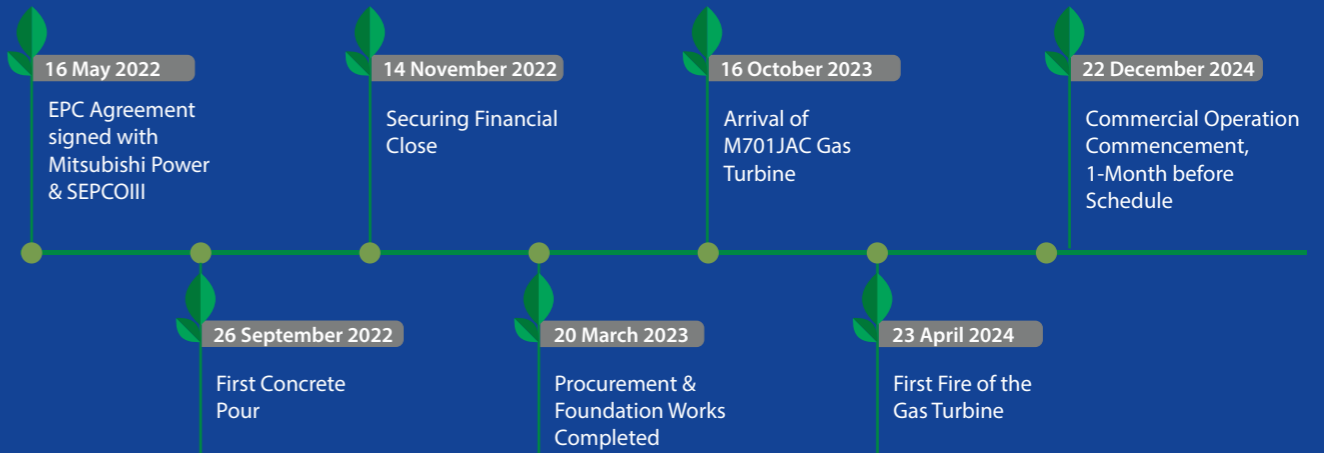 16 May 2022
EPC Agreement
signed with
Mitsubishi Power
& SEPCOIII
26 September 2022
First Concrete
Pour
14 November 2022
Securing Financial
Close
20 March 2023
Procurement &
Foundation Works
Completed
16 October 2023
Arrival of
M701JAC Gas
Turbine
23 April 2024
First Fire of the
Gas Turbine
22 December 2024
Commercial Operation
Commencement,
1-Month before
Schedule